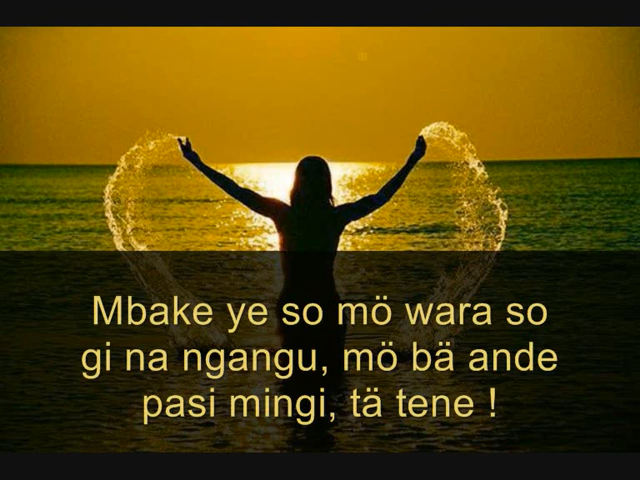 Mbake ye so mö wara so
gi na ngangu, mö bä ande
pasi mingi, tä tene !